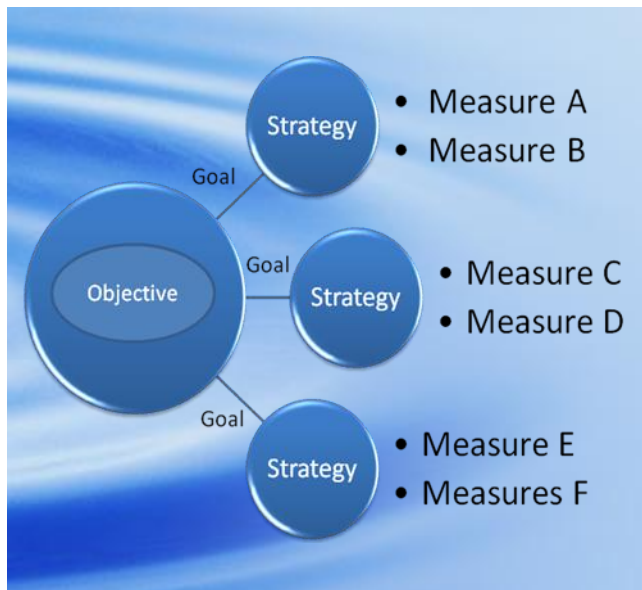 Strategy
• Measure A
• Measure B
Goal
Objective
Goal
Strategy
• Measure C
• Measure D
Goal
Strategy
• Measure E
• Measures F